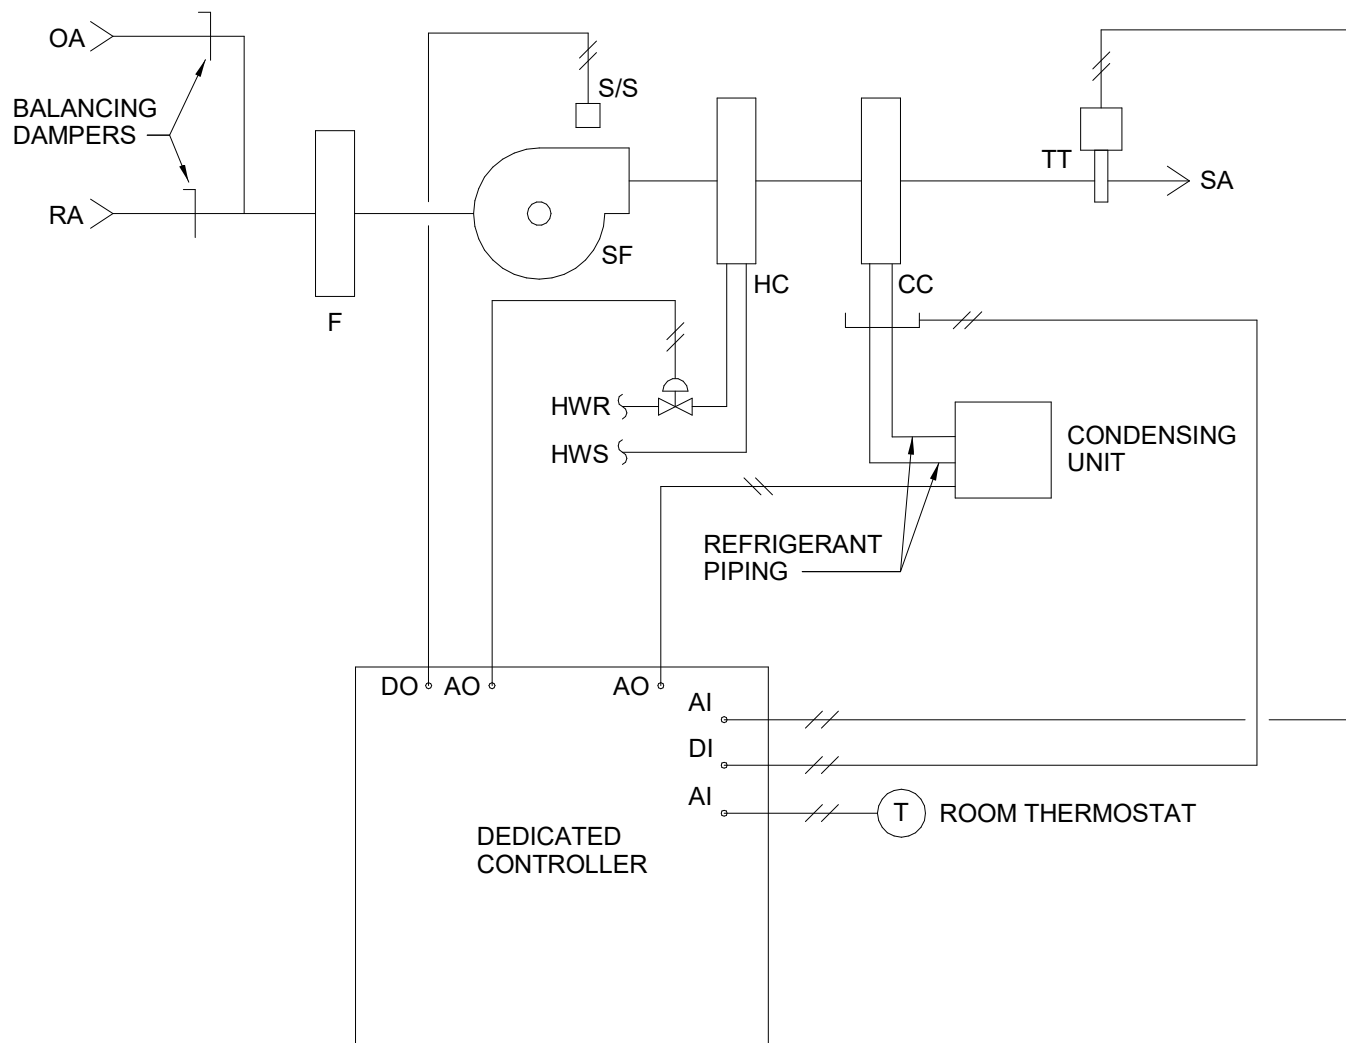 OA
S/S
BALANCING
DAMPERS
TT
SA
RA
SF
HC
CC
F
HWR
HWS
CONDENSING
UNIT
REFRIGERANT
PIPING
DO
AO
AO
AI
DI
AI
T
ROOM THERMOSTAT
DEDICATED
CONTROLLER